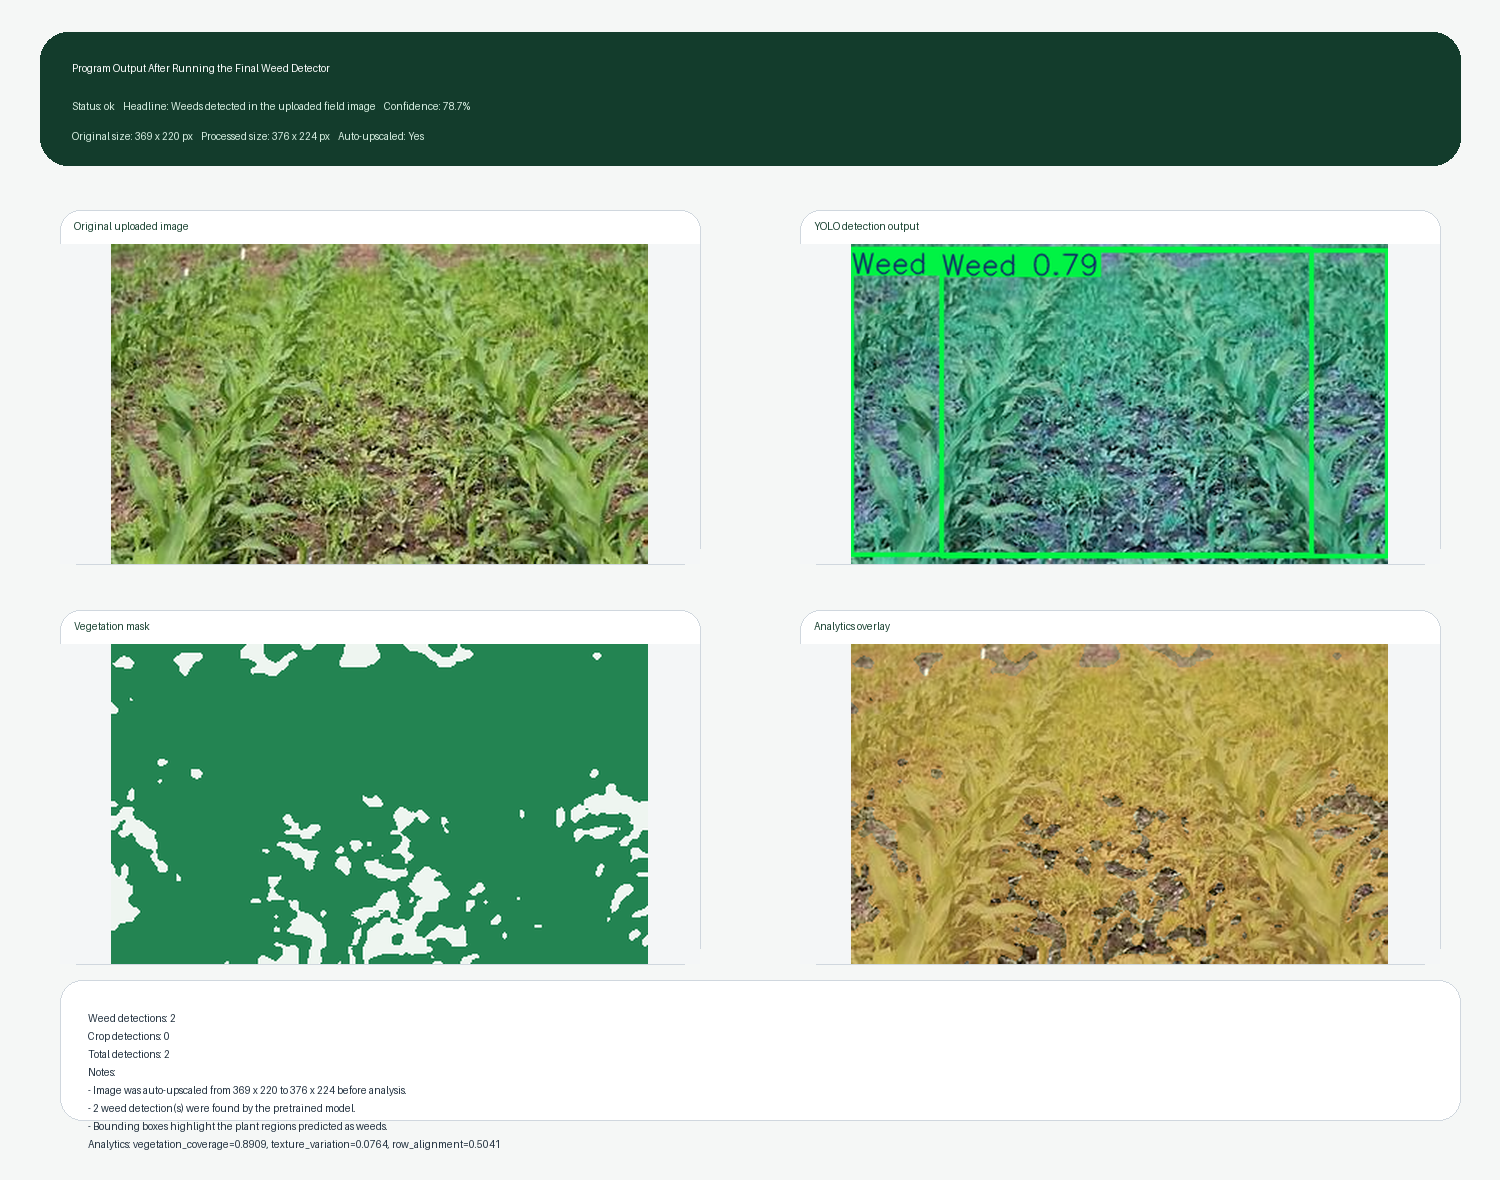 Program Output After Running the Final Weed Detector
Status: ok Headline: Weeds detected in the uploaded field image Confidence: 78.7%
Original size: 369 x 220 px Processed size: 376 x 224 px Auto-upscaled: Yes
Original uploaded image
YOLO detection output
Weed Weed 0.79
Vegetation mask
Analytics overlay
Weed detections: 2
Crop detections: 0
Total detections: 2
Notes:
- Image was auto-upscaled from 369 x 220 to 376 x 224 before analysis.
- 2 weed detection(s) were found by the pretrained model.
- Bounding boxes highlight the plant regions predicted as weeds.
Analytics: vegetation_coverage=0.8909, texture_variation=0.0764, row_alignment=0.5041